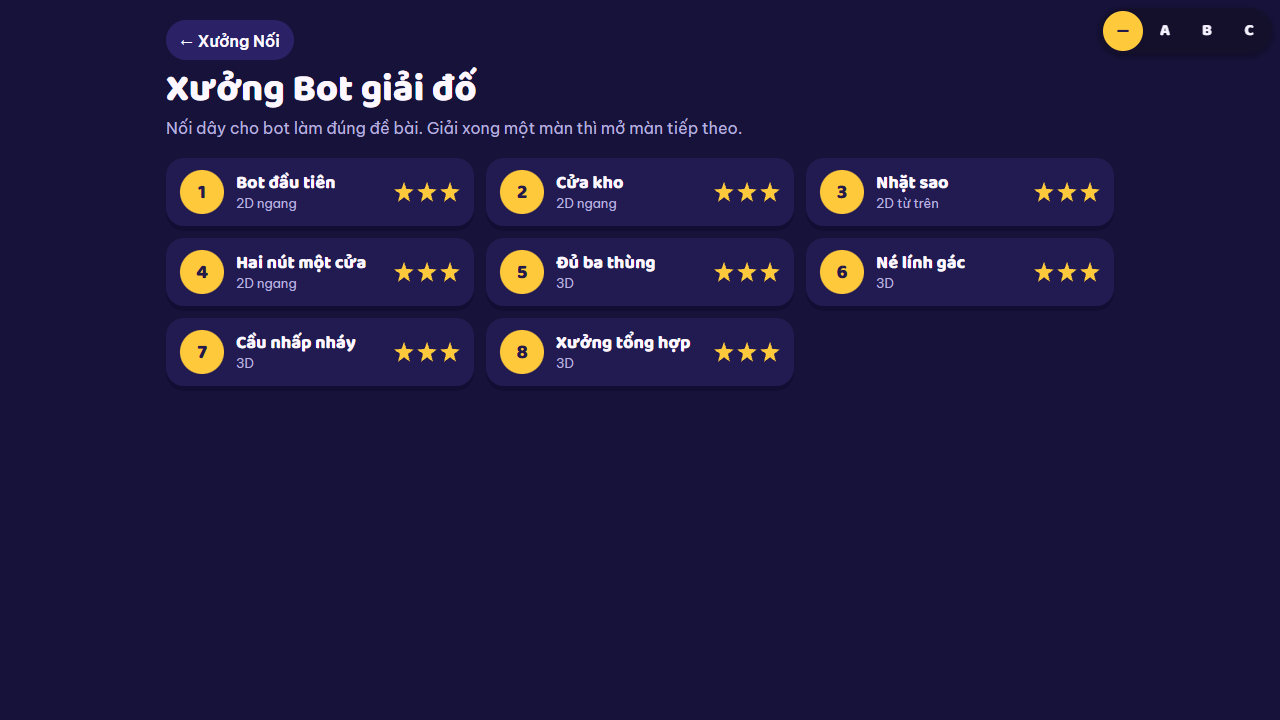 ← Xưởng Nối
— A B C
Xưởng Bot giải đố
Nối dây cho bot làm đúng đề bài. Giải xong một màn thì mở màn tiếp theo.
1 Bot đầu tiên
2D ngang
2 Cửa kho
2D ngang
3 Nhặt sao
2D từ trên
4 Hai nút một cửa
2D ngang
5 Đủ ba thùng
3D
6 Né lính gác
3D
7 Cầu nhấp nháy
3D
8 Xưởng tổng hợp
3D